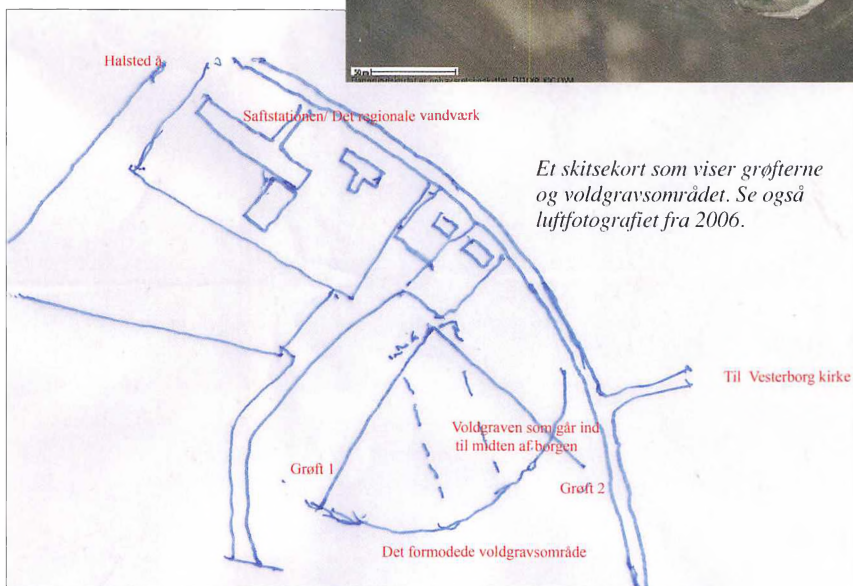 50 m
Halsted å
Saftstationen/ Det regionale vandværk
Et skitsekort som viser grøfterne
og voldgravsområdet. Se også
luftfotografiet fra 2006.
Til Vesterborg kirke
Voldgraven som går ind
til midten af borgen
Grøft 1
Grøft 2
Det formodede voldgravsområde